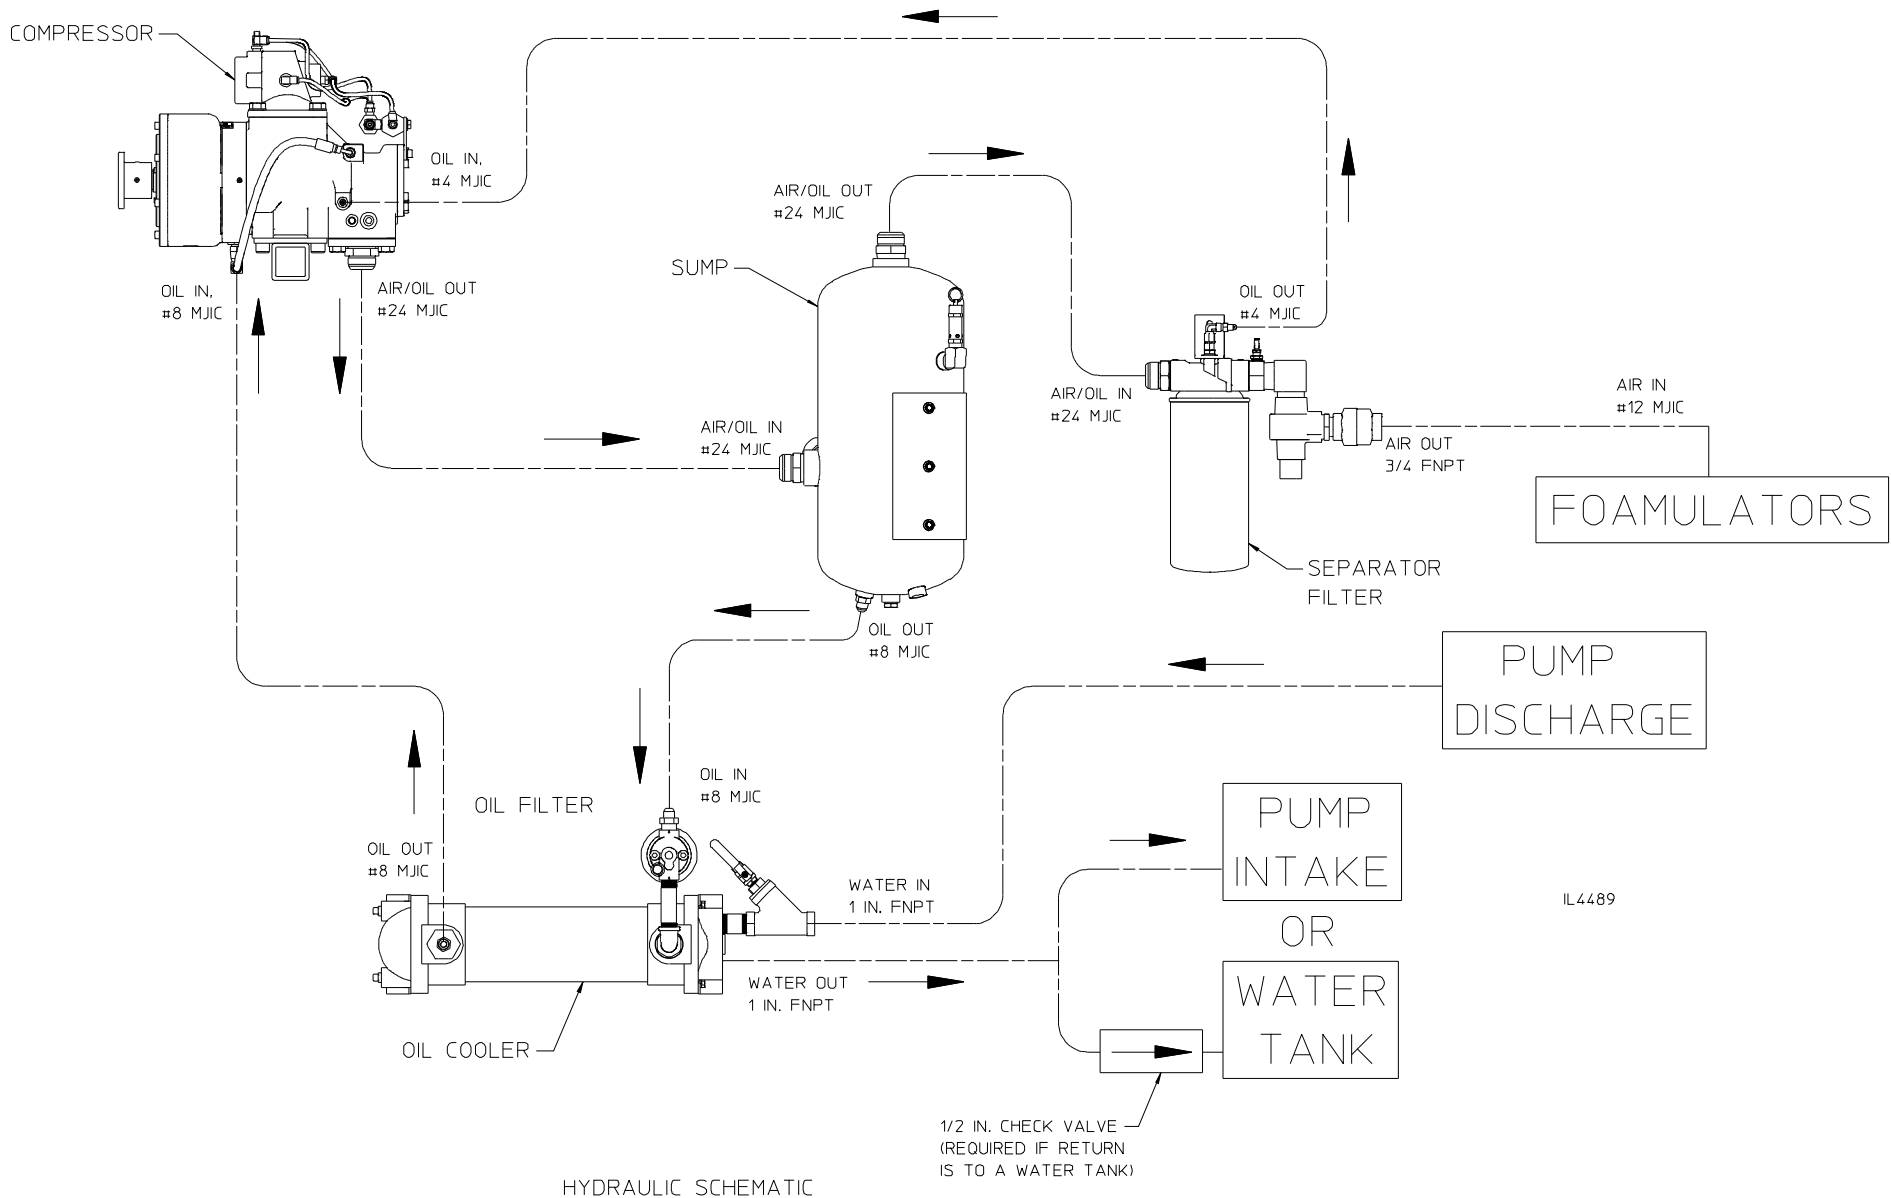 COMPRESSOR
OIL IN,
#4 MJIC
AIR/OIL OUT
#24 MJIC
SUMP
OIL IN,
#8 MJIC
AIR/OIL OUT
#24 MJIC
OIL OUT
#4 MJIC
AIR/OIL IN
#24 MJIC
AIR IN
#12 MJIC
AIR/OIL IN
#24 MJIC
AIR OUT
3/4 FNPT
FOAMULATORS
SEPARATOR
FILTER
OIL OUT
#8 MJIC
PUMP
DISCHARGE
OIL IN
#8 MJIC
OIL FILTER
OIL OUT
#8 MJIC
PUMP
INTAKE
WATER IN
1 IN. FNPT
IL4489
OR
WATER OUT
1 IN. FNPT
WATER
TANK
OIL COOLER
1/2 IN. CHECK VALVE
(REQUIRED IF RETURN
IS TO A WATER TANK)
HYDRAULIC SCHEMATIC